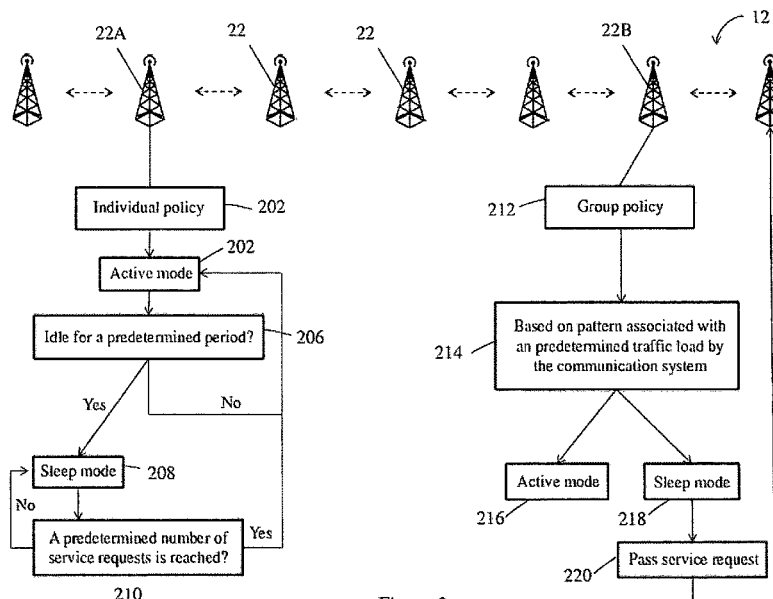 12
22A
22
22
22B
Individual policy
202
202
Active mode
Idle for a predetermined period?
206
Yes
No
Sleep mode
208
No
A predetermined number of
service requests is reached?
Yes
210
212
Group policy
214
Based on pattern associated with
an predetermined traffic load by
the communication system
Active mode
216
Sleep mode
218
Pass service request
220